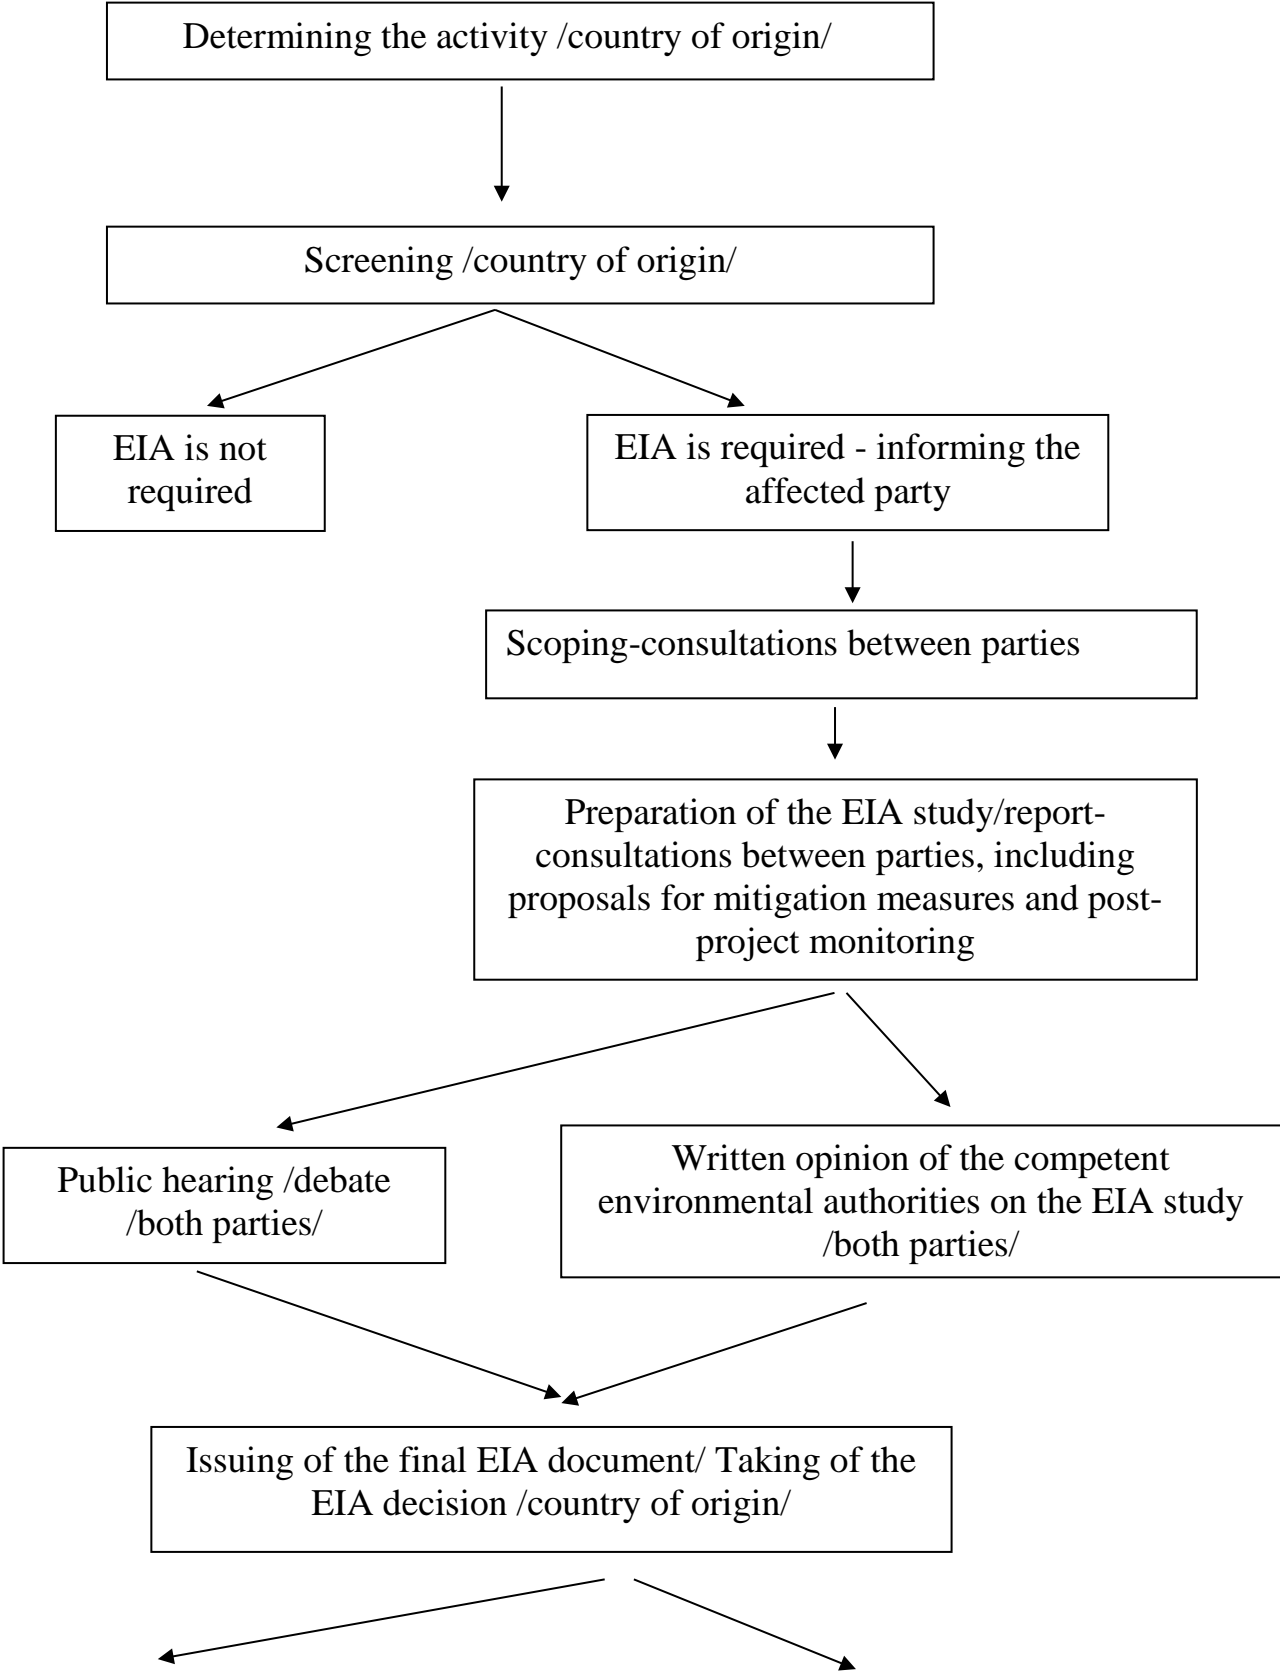 Determining the activity /country of origin/
Screening /country of origin/
EIA is not
required
EIA is required - informing the
affected party
Scoping-consultations between parties
Preparation of the EIA study/report-
consultations between parties, including
proposals for mitigation measures and post-
project monitoring
Public hearing /debate
/both parties/
Written opinion of the competent
environmental authorities on the EIA study
/both parties/
Issuing of the final EIA document/ Taking of the
EIA decision /country of origin/